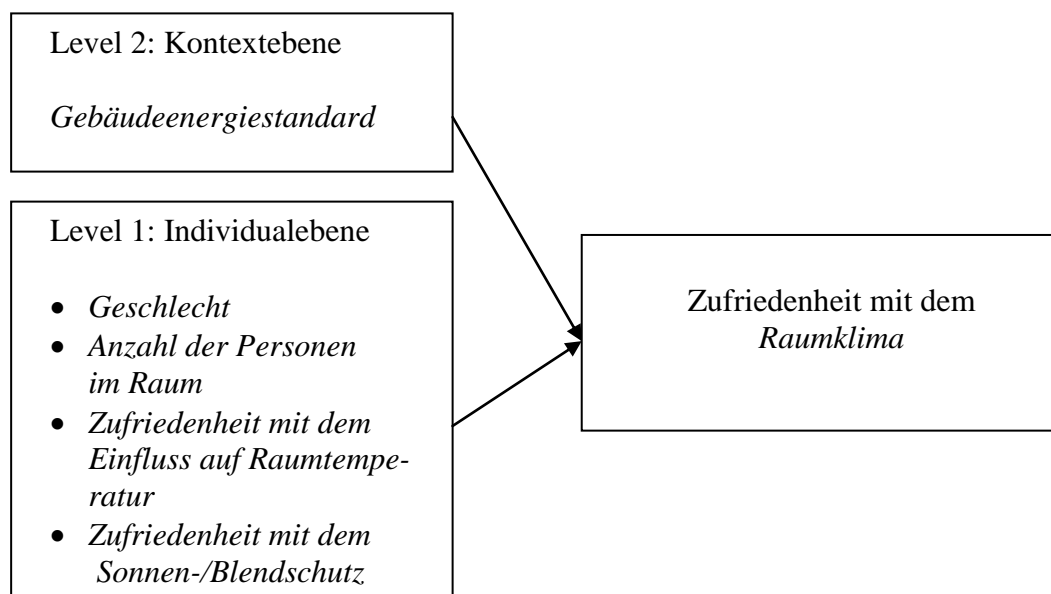 Level 2: Kontextebene
Gebäudeenergiestandard
Level 1: Individualebene
• Geschlecht
• Anzahl der Personen
im Raum
• Zufriedenheit mit dem
Einfluss auf Raumtempe-
ratur
• Zufriedenheit mit dem
Sonnen-/Blendschutz
Zufriedenheit mit dem
Raumklima